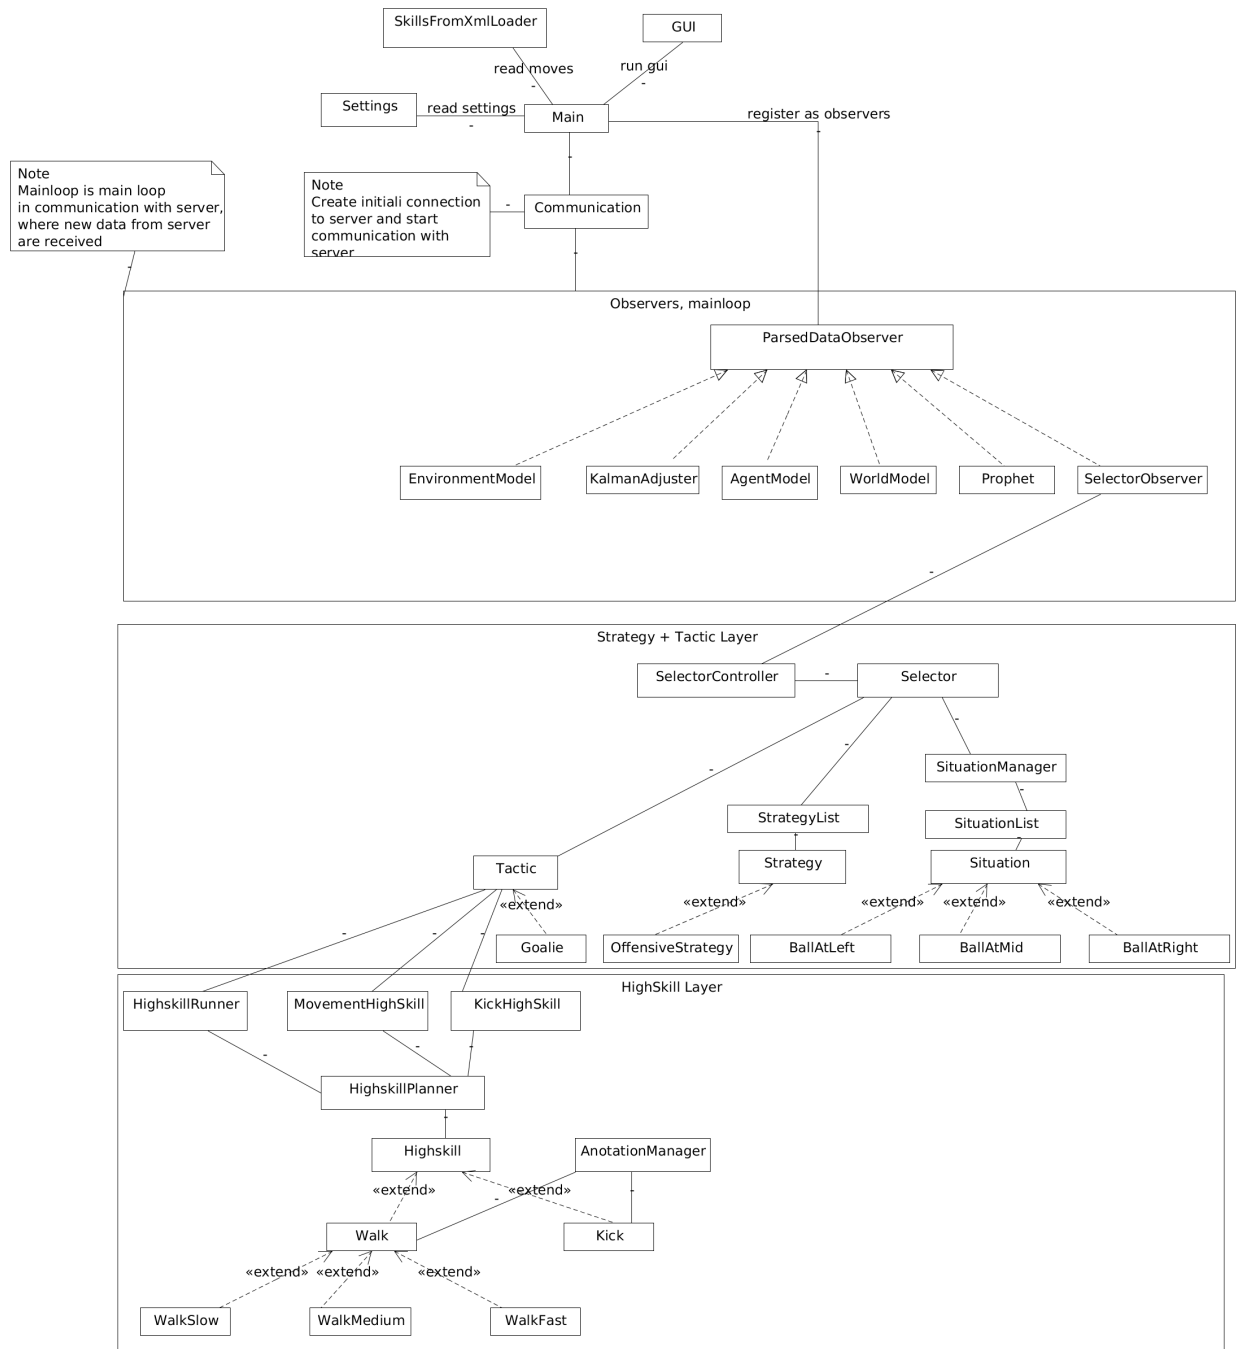 SkillsFromXmlLoader
GUI
read moves
run gui
-
-
Settings
read settings
-
Main
register as observers
-
-
Note
Mainloop is main loop
in communication with server,
where new data from server
are received
-
Note
Create initiali connection
to server and start
communication with
server
-
Communication
-
Observers, mainloop
ParsedDataObserver
EnvironmentModel
KalmanAdjuster
AgentModel
WorldModel
Prophet
SelectorObserver
-
Strategy + Tactic Layer
SelectorController
-
Selector
-
-
-
SituationManager
-
StrategyList
SituationList
-
-
Tactic
Strategy
Situation
«extend»
«extend»
«extend»
«extend»
«extend»
-
-
-
Goalie
OffensiveStrategy
BallAtLeft
BallAtMid
BallAtRight
HighSkill Layer
HighskillRunner
MovementHighSkill
KickHighSkill
-
-
-
HighskillPlanner
-
Highskill
AnotationManager
«extend»
«extend»
-
-
Walk
Kick
«extend»
«extend»
«extend»
WalkSlow
WalkMedium
WalkFast